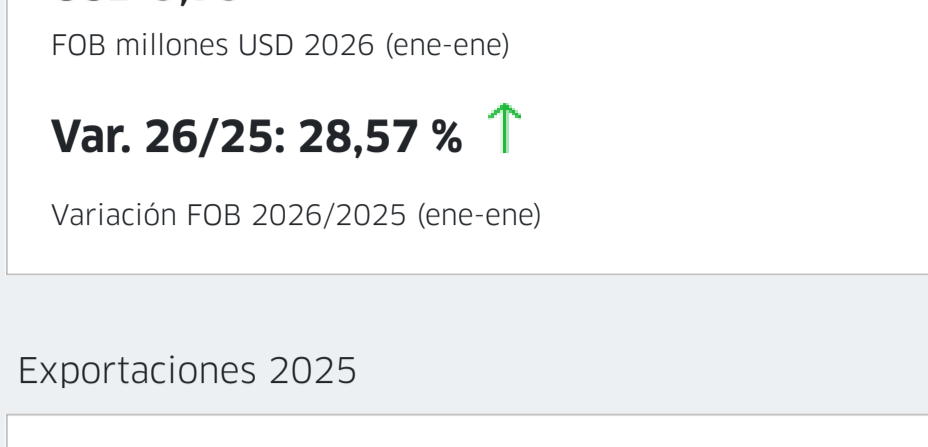 FOB millones USD 2026 (ene-ene)
Var. 26/25: 28,57 %
Variación FOB 2026/2025 (ene-ene)
Exportaciones 2025